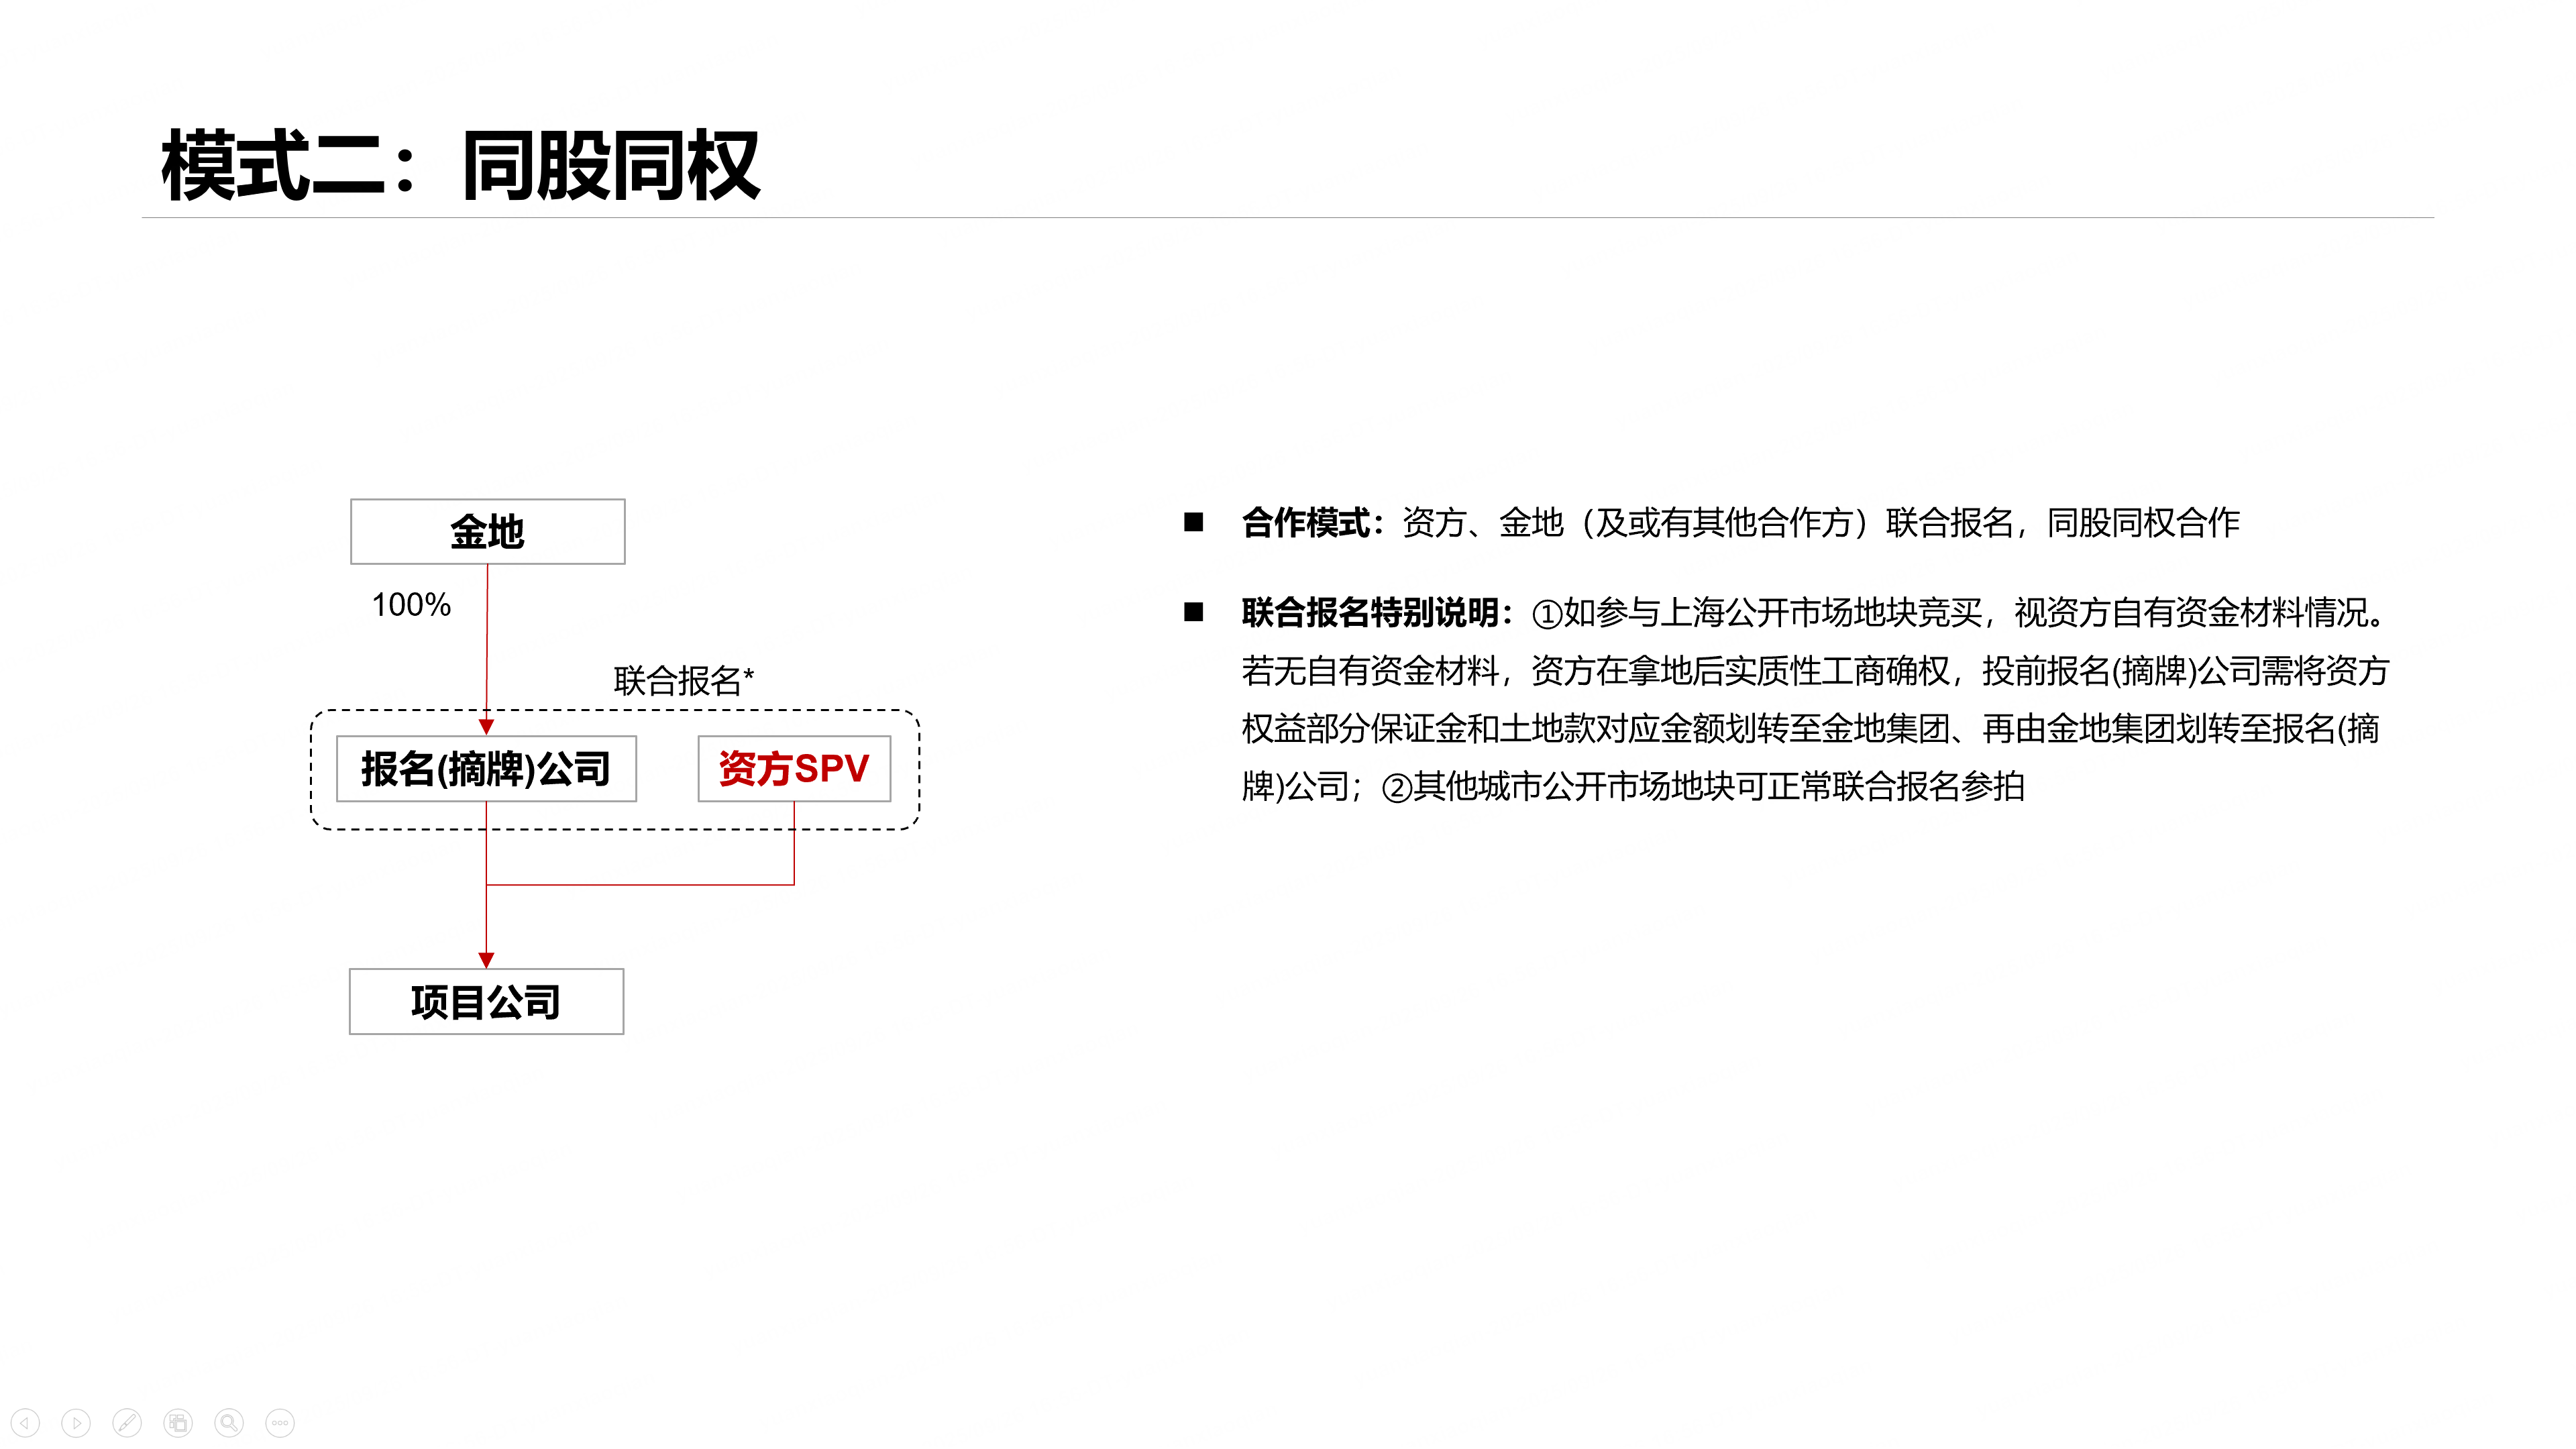 模式二：同股同权
金地
100%
联合报名*
报名(摘牌)公司
资方SPV
项目公司
■ 合作模式：资方、金地（及或有其他合作方）联合报名，同股同权合作
■ 联合报名特别说明：①如参与上海公开市场地块竞买，视资方自有资金材料情况。
若无自有资金材料，资方在拿地后实质性工商确权，投前报名(摘牌)公司需将资方
权益部分保证金和土地款对应金额划转至金地集团、再由金地集团划转至报名(摘
牌)公司；②其他城市公开市场地块可正常联合报名参拍